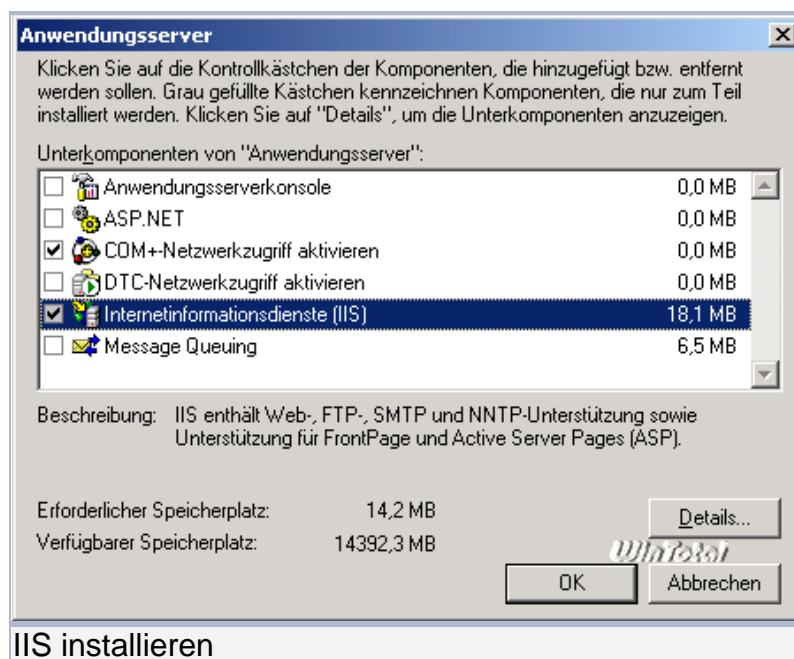 Anwendungsserver
Klicken Sie auf die Kontrollkästchen der Komponenten, die hinzugefügt bzw. entfernt
werden sollen. Grau gefüllte Kästchen kennzeichnen Komponenten, die nur zum Teil
installiert werden. Klicken Sie auf "Details", um die Unterkomponenten anzuzeigen.
Unterkomponenten von "Anwendungsserver":
Anwendungsserverkonsole 0,0 MB
ASP.NET 0,0 MB
COM+-Netzwerkzugriff aktivieren 0,0 MB
DTC-Netzwerkzugriff aktivieren 0,0 MB
Internetinformationsdienste (IIS) 18,1 MB
Message Queuing 6,5 MB
Beschreibung: IIS enthält Web-, FTP-, SMTP und NNTP-Unterstützung sowie
Unterstützung für FrontPage und Active Server Pages (ASP).
Erforderlicher Speicherplatz: 14,2 MB
Details...
Verfügbarer Speicherplatz: 14392,3 MB
WinTotal
OK Abbrechen
IIS installieren